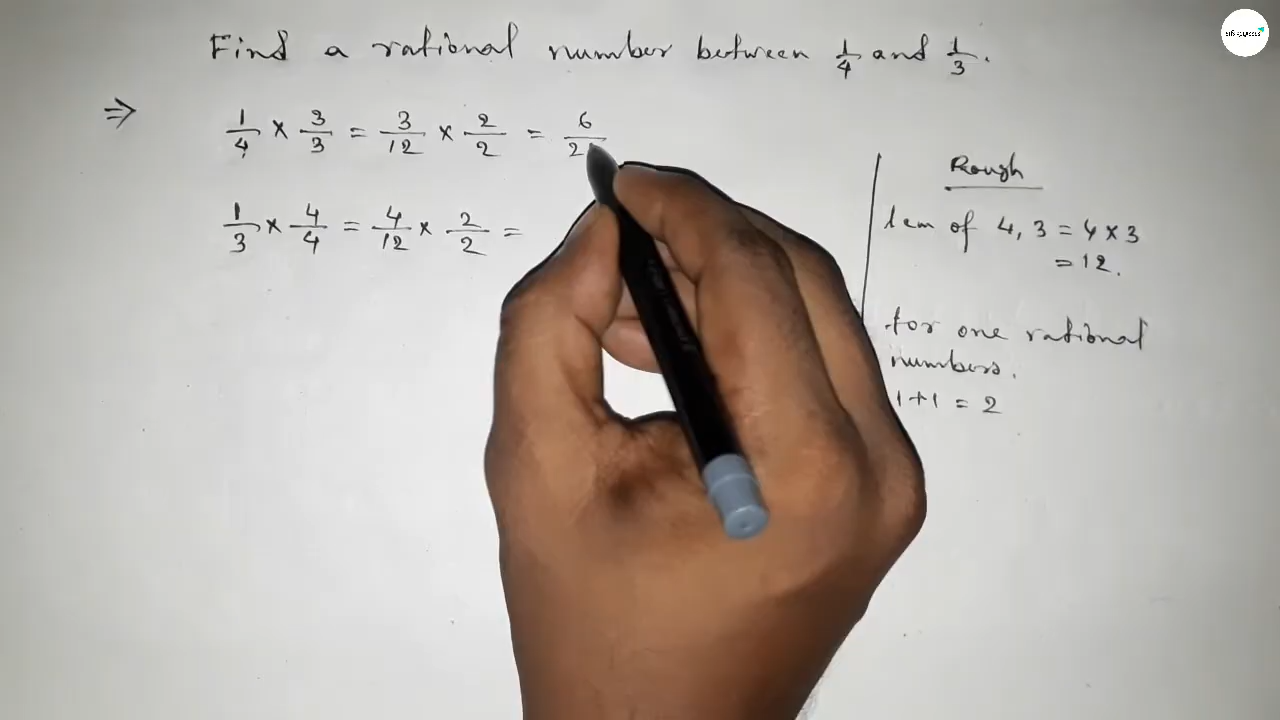 Find a rational number between 1/4 and 1/3.
⇒ 1/4 × 3/3 = 3/12 × 2/2 = 6/2
1/3 × 4/4 = 4/12 × 2/2 =
Rough
lcm of 4, 3 = 4 × 3
= 12.
for one rational
numbers.
1+1 = 2